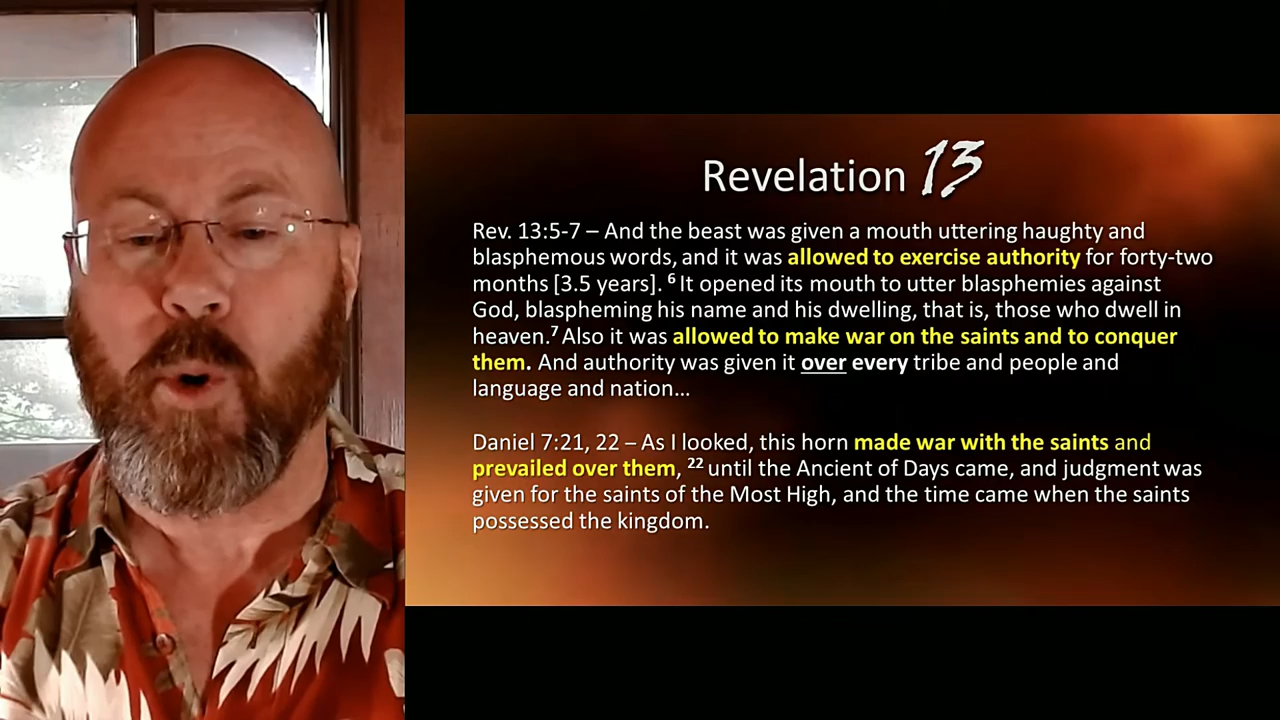 Revelation 13
Rev. 13:5-7 – And the beast was given a mouth uttering haughty and
blasphemous words, and it was allowed to exercise authority for forty-two
months [3.5 years]. ⁶ It opened its mouth to utter blasphemies against
God, blaspheming his name and his dwelling, that is, those who dwell in
heaven.⁷ Also it was allowed to make war on the saints and to conquer
them. And authority was given it over every tribe and people and
language and nation…
Daniel 7:21, 22 – As I looked, this horn made war with the saints and
prevailed over them, ²² until the Ancient of Days came, and judgment was
given for the saints of the Most High, and the time came when the saints
possessed the kingdom.